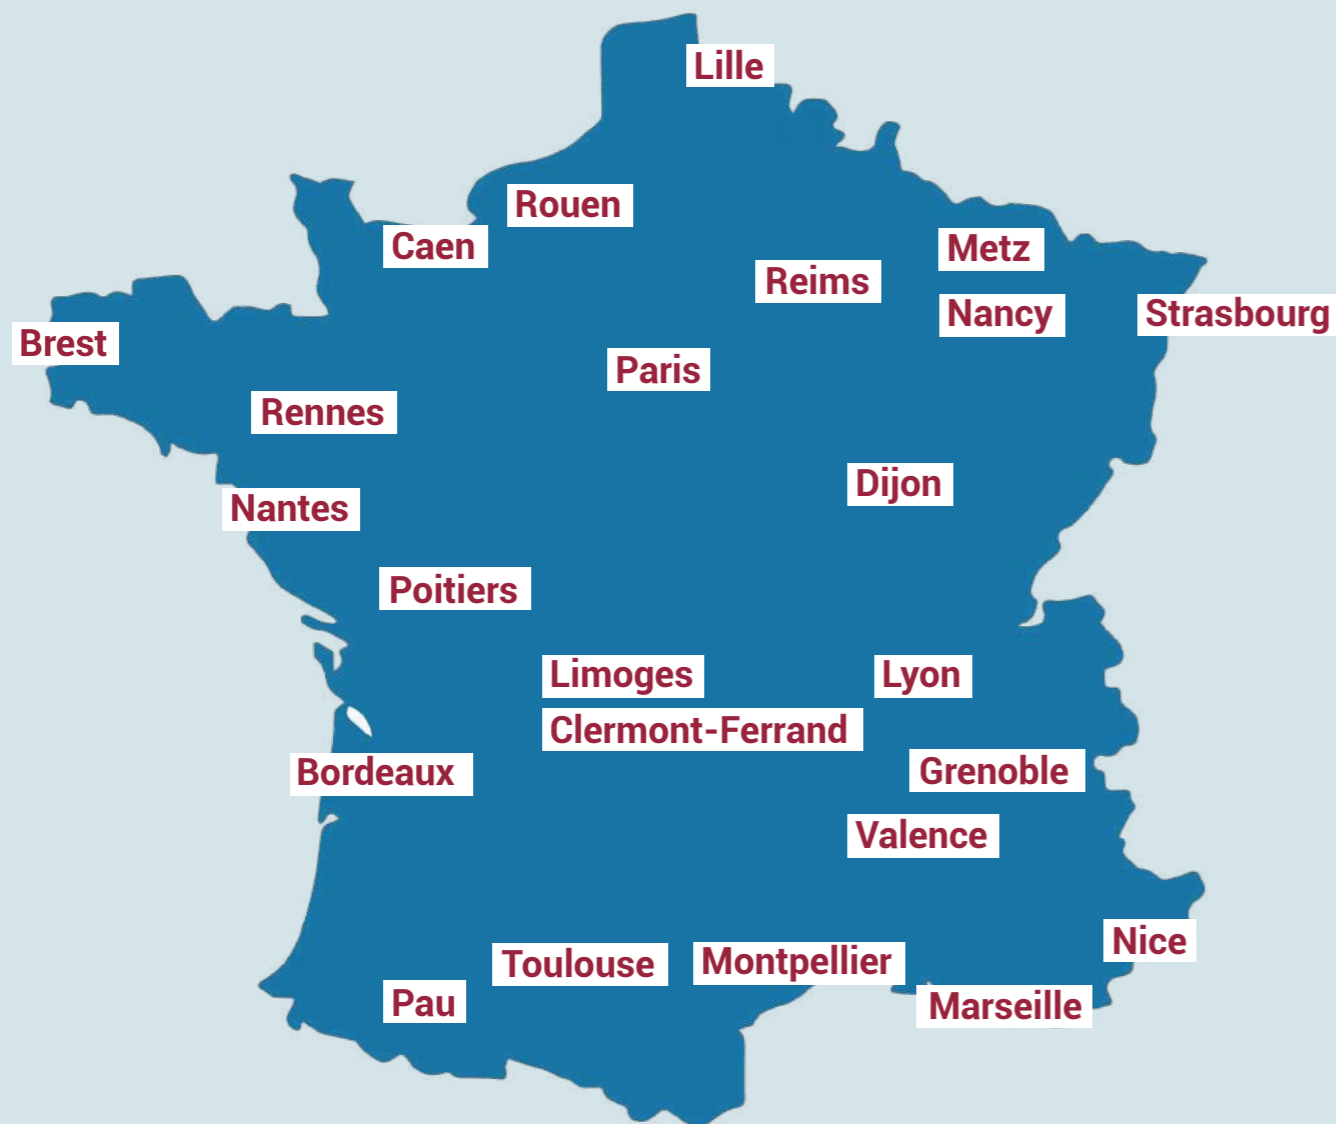 Lille
Rouen
Caen
Metz
Reims
Nancy
Strasbourg
Brest
Paris
Rennes
Dijon
Nantes
Poitiers
Limoges
Lyon
Clermont-Ferrand
Bordeaux
Grenoble
Valence
Nice
Toulouse
Montpellier
Pau
Marseille